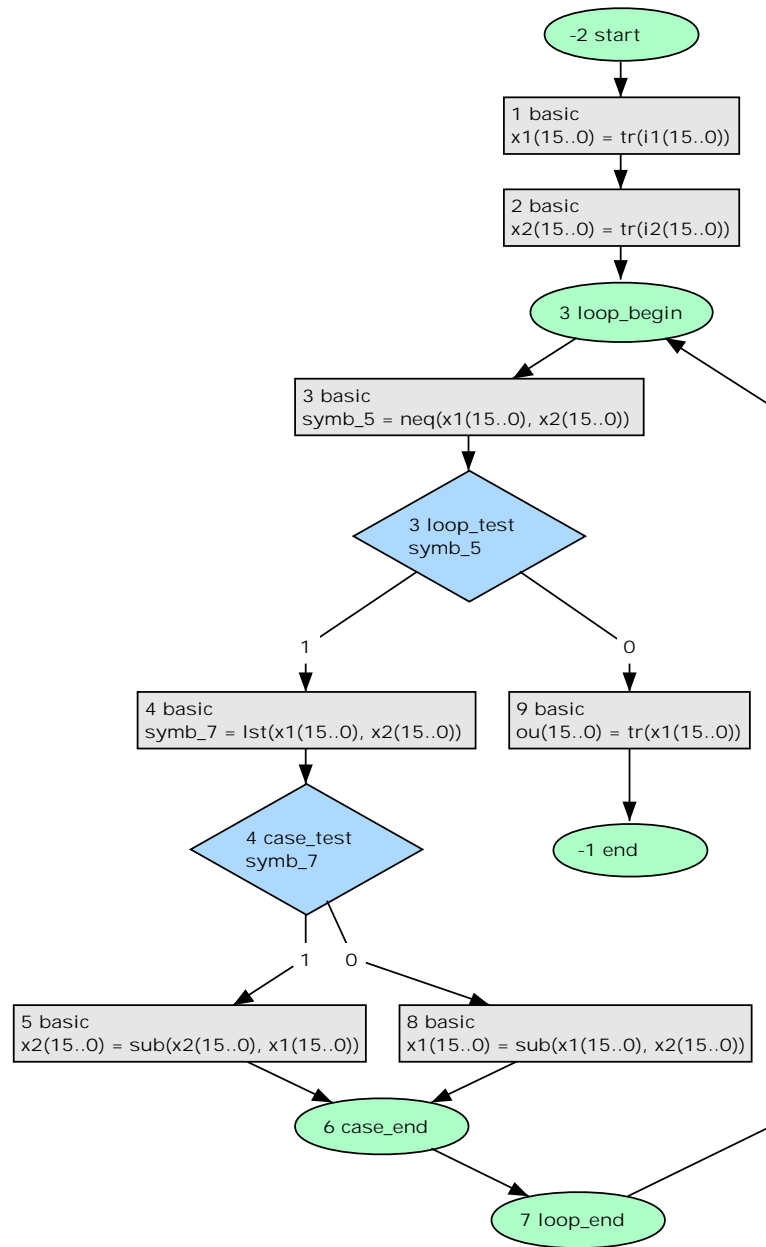 -2 start
1 basic
x1(15..0) = tr(i1(15..0))
2 basic
x2(15..0) = tr(i2(15..0))
3 loop_begin
3 basic
symb_5 = neq(x1(15..0), x2(15..0))
3 loop_test
symb_5
1
0
4 basic
symb_7 = lst(x1(15..0), x2(15..0))
9 basic
ou(15..0) = tr(x1(15..0))
4 case_test
symb_7
-1 end
1
0
5 basic
x2(15..0) = sub(x2(15..0), x1(15..0))
8 basic
x1(15..0) = sub(x1(15..0), x2(15..0))
6 case_end
7 loop_end